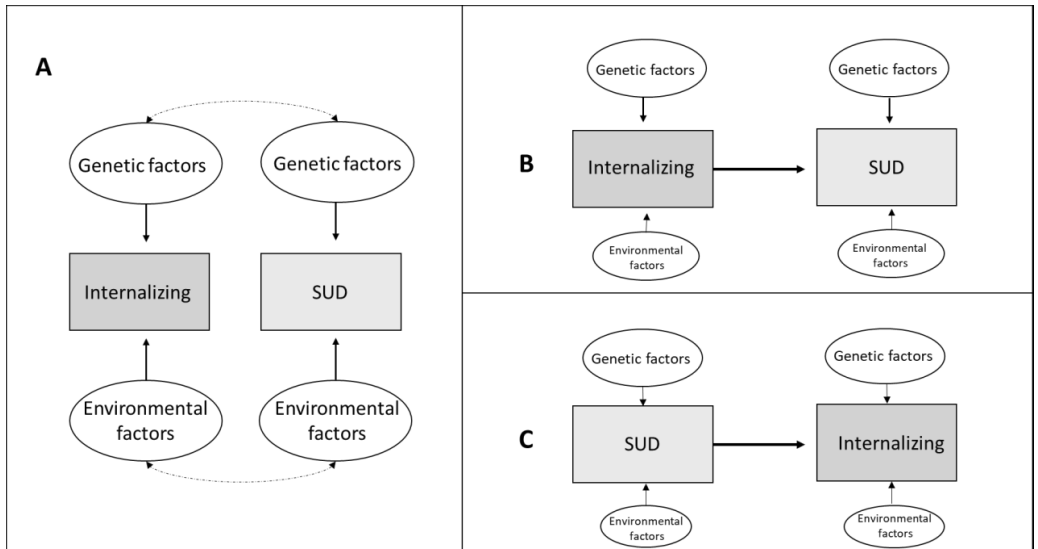 A
Genetic factors
Genetic factors
Internalizing
SUD
Environmental
factors
Environmental
factors
B
Genetic factors
Genetic factors
Internalizing
SUD
Environmental
factors
Environmental
factors
C
Genetic factors
Genetic factors
SUD
Internalizing
Environmental
factors
Environmental
factors